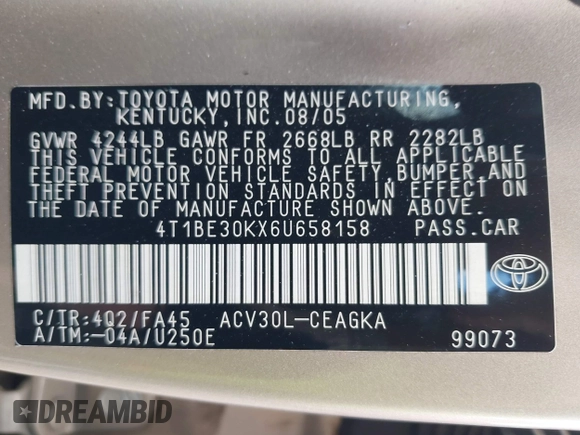 MFD.BY:TOYOTA MOTOR MANUFACTURING,
KENTUCKY,INC.08/05
GVWR 4244LB GAWR FR 2668LB RR 2282LB
THIS VEHICLE CONFORMS TO ALL APPLICABLE
FEDERAL MOTOR VEHICLE SAFETY,BUMPER,AND
THEFT PREVENTION STANDARDS IN EFFECT ON
THE DATE OF MANUFACTURE SHOWN ABOVE.
4T1BE30KX6U658158 PASS.CAR
C/TR:4Q2/FA45 ACV30L-CEAGKA
A/TM:-04A/U250E 99073
DREAMBID